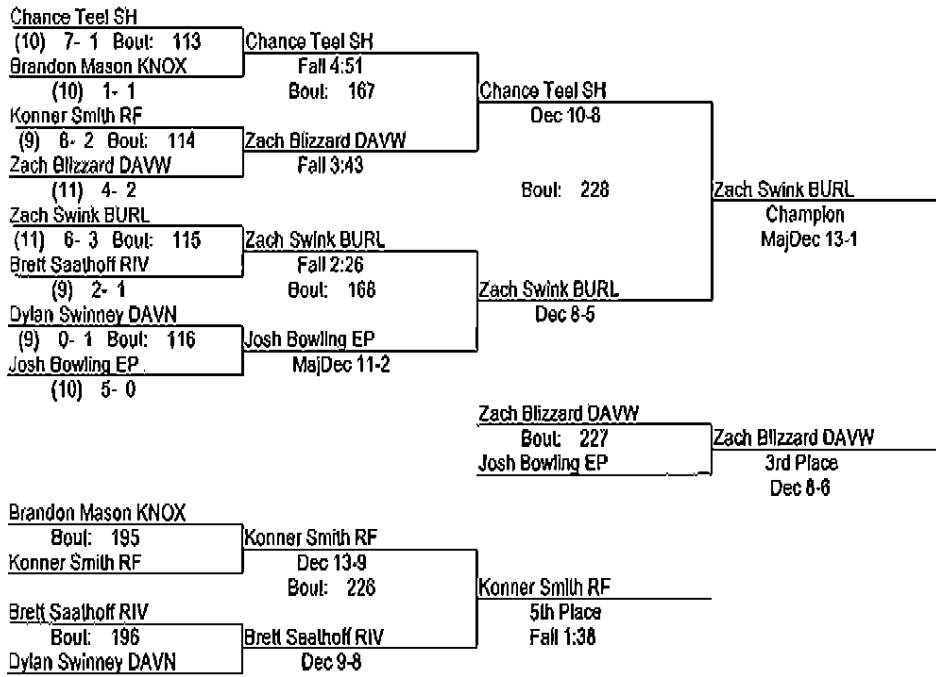 Chance Teel SH
(10) 7- 1 Bout: 113
Brandon Mason KNOX
(10) 1- 1
Konner Smith RF
(9) 6- 2 Bout: 114
Zach Blizzard DAVW
(11) 4- 2
Zach Swink BURL
(11) 6- 3 Bout: 115
Brett Saathoff RIV
(9) 2- 1
Dylan Swinney DAVN
(9) 0- 1 Bout: 116
Josh Bowling EP
(10) 5- 0
Chance Teel SH
Fall 4:51
Bout: 167
Zach Blizzard DAVW
Fall 3:43
Zach Swink BURL
Fall 2:26
Bout: 168
Josh Bowling EP
MajDec 11-2
Chance Teel SH
Dec 10-8
Bout: 228
Zach Swink BURL
Dec 8-5
Zach Swink BURL
Champion
MajDec 13-1
Zach Blizzard DAVW
Bout: 227
Josh Bowling EP
Zach Blizzard DAVW
3rd Place
Dec 8-6
Brandon Mason KNOX
Bout: 195
Konner Smith RF
Brett Saathoff RIV
Bout: 196
Dylan Swinney DAVN
Konner Smith RF
Dec 13-9
Bout: 226
Brett Saathoff RIV
Dec 9-8
Konner Smith RF
5th Place
Fall 1:38